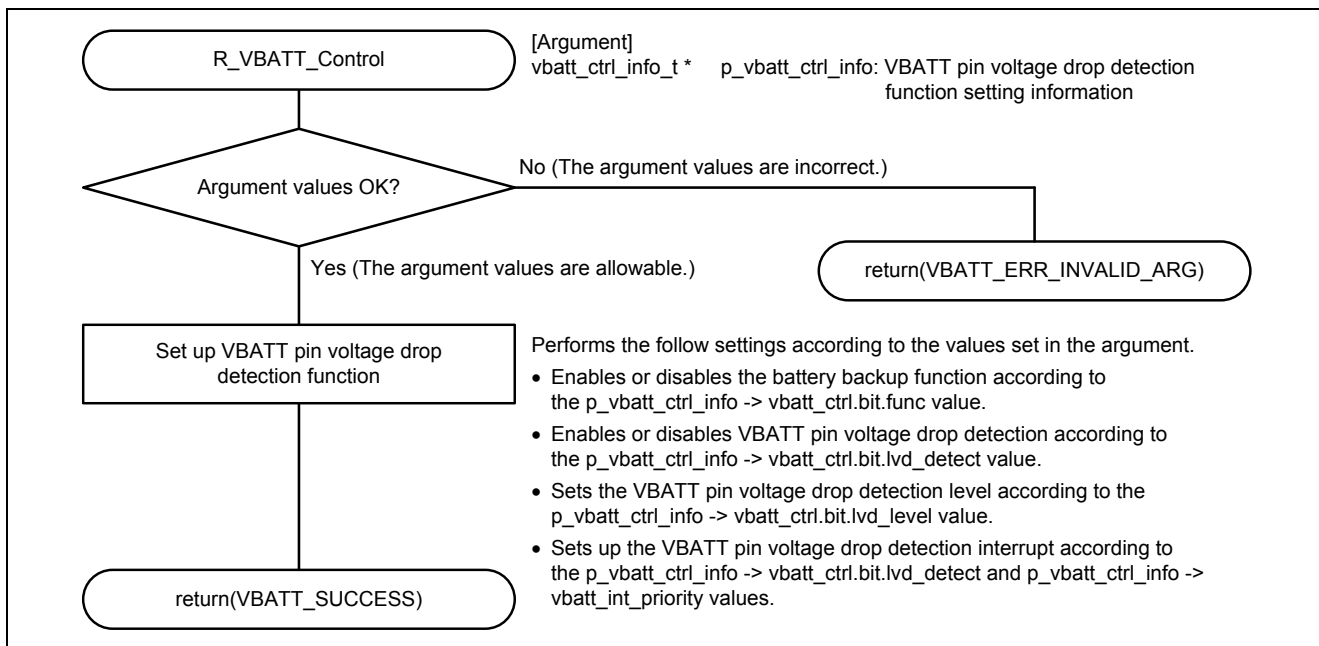 R_VBATT_Control
[Argument]
vbatt_ctrl_info_t * p_vbatt_ctrl_info: VBATT pin voltage drop detection
function setting information
Argument values OK?
No (The argument values are incorrect.)
Yes (The argument values are allowable.)
return(VBATT_ERR_INVALID_ARG)
Set up VBATT pin voltage drop
detection function
Performs the follow settings according to the values set in the argument.
• Enables or disables the battery backup function according to
the p_vbatt_ctrl_info -> vbatt_ctrl.bit.func value.
• Enables or disables VBATT pin voltage drop detection according to
the p_vbatt_ctrl_info -> vbatt_ctrl.bit.lvd_detect value.
• Sets the VBATT pin voltage drop detection level according to the
p_vbatt_ctrl_info -> vbatt_ctrl.bit.lvd_level value.
• Sets up the VBATT pin voltage drop detection interrupt according to
the p_vbatt_ctrl_info -> vbatt_ctrl.bit.lvd_detect and p_vbatt_ctrl_info ->
vbatt_int_priority values.
return(VBATT_SUCCESS)